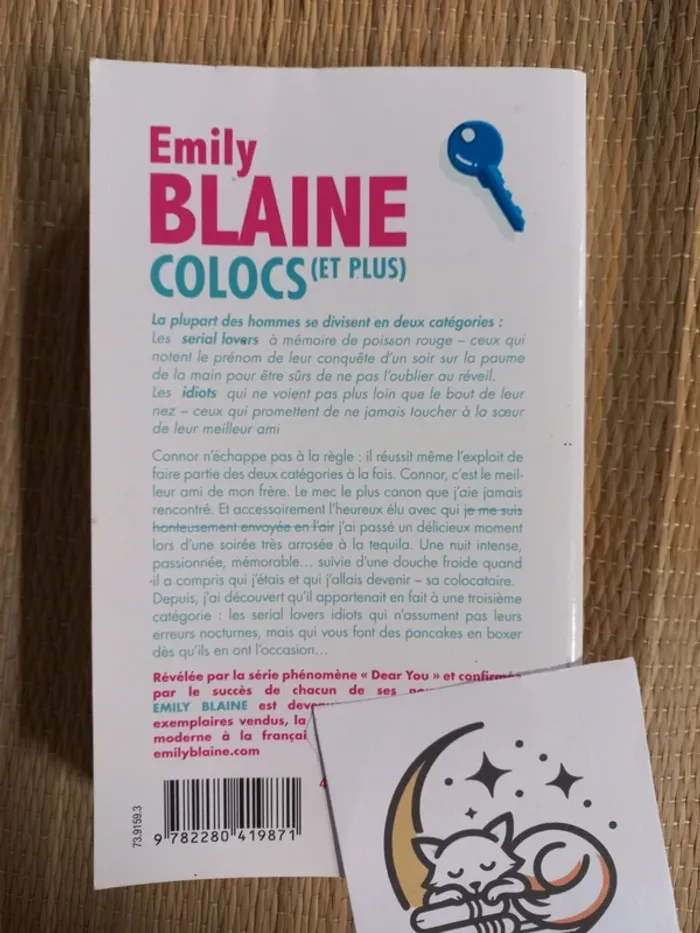 Emily
BLAINE
COLOCS (ET PLUS)
La plupart des hommes se divisent en deux catégories :
Les serial lovers à mémoire de poisson rouge – ceux qui
notent le prénom de leur conquête d'un soir sur la paume
de la main pour être sûrs de ne pas l'oublier au réveil.
Les idiots qui ne voient pas plus loin que le bout de leur
nez – ceux qui promettent de ne jamais toucher à la sœur
de leur meilleur ami
Connor n'échappe pas à la règle : il réussit même l'exploit de
faire partie des deux catégories à la fois. Connor, c'est le meil-
leur ami de mon frère. Le mec le plus canon que j'aie jamais
rencontré. Et accessoirement l'heureux élu avec qui je me suis
honteusement envoyée en l'air j'ai passé un délicieux moment
lors d'une soirée très arrosée à la tequila. Une nuit intense,
passionnée, mémorable… suivie d'une douche froide quand
il a compris qui j'étais et qui j'allais devenir – sa colocataire.
Depuis, j'ai découvert qu'il appartenait en fait à une troisième
catégorie : les serial lovers idiots qui n'assument pas leurs
erreurs nocturnes, mais qui vous font des pancakes en boxer
dès qu'ils en ont l'occasion…
Révélée par la série phénomène « Dear You » et confirmée
par le succès de chacun de ses
EMILY BLAINE est
exemplaires vendus, la
moderne à la
emilyblaine.com
73.9159.3
9 782280 419871